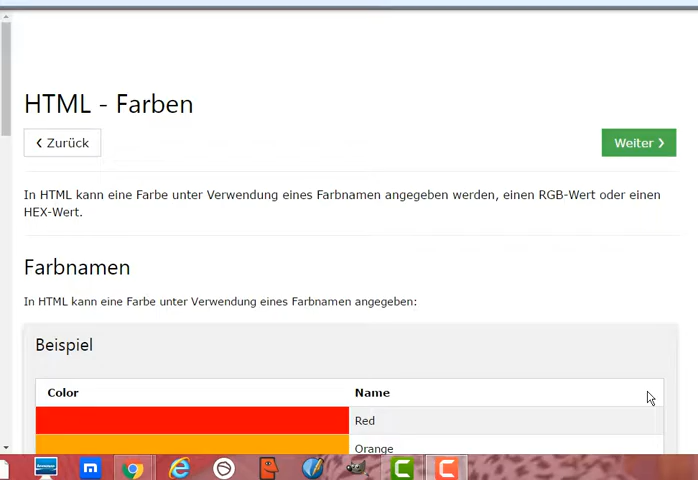 HTML - Farben
❮ Zurück
Weiter ❯
In HTML kann eine Farbe unter Verwendung eines Farbnamen angegeben werden, einen RGB-Wert oder einen
HEX-Wert.
Farbnamen
In HTML kann eine Farbe unter Verwendung eines Farbnamen angegeben:
Beispiel
Color Name
Red
Orange